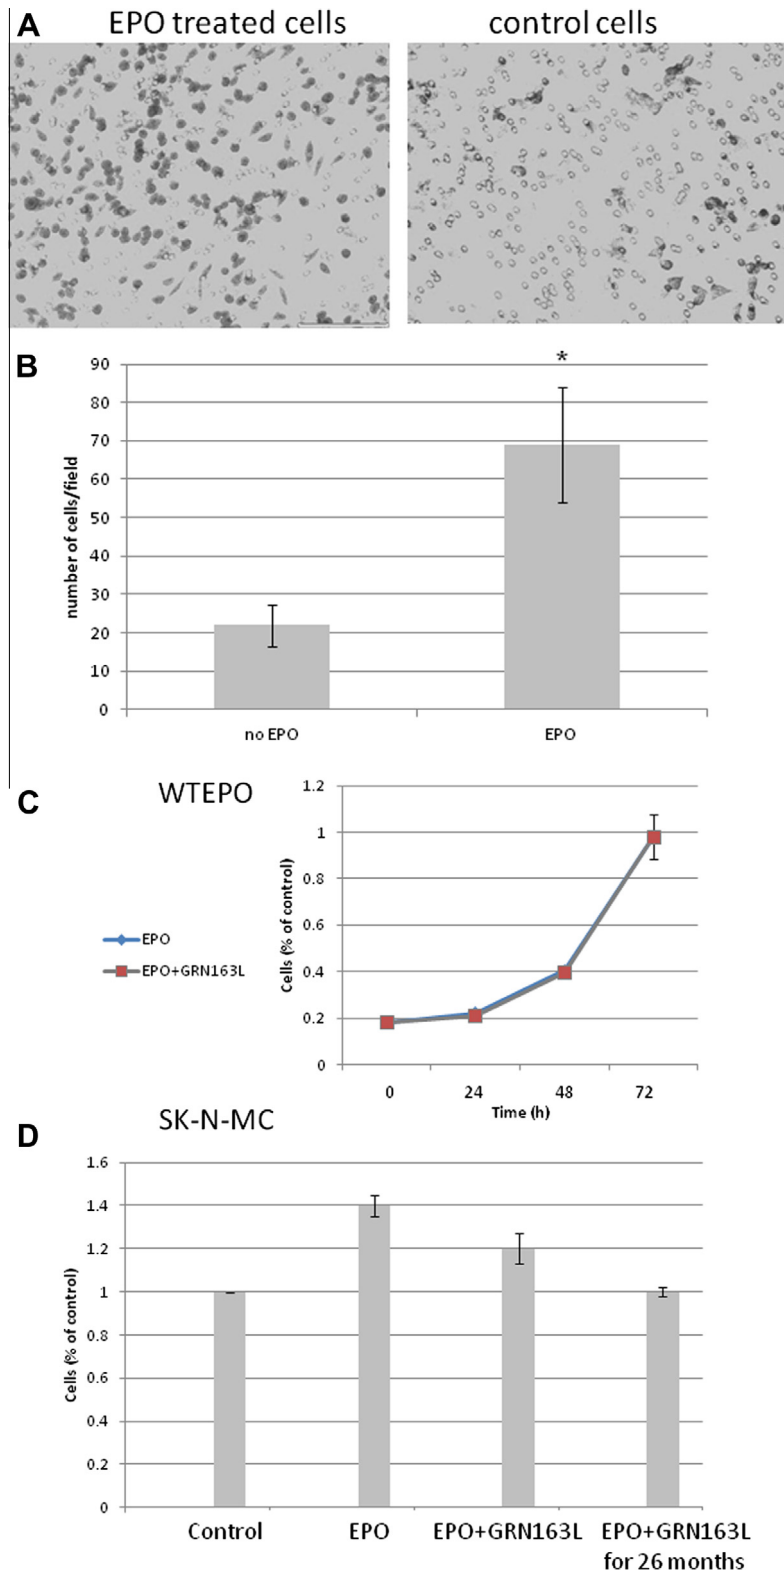 A
EPO treated cells
control cells
B
90
80
70
60
50
40
30
20
10
0
number of cells/field
*
no EPO
EPO
C
WTEPO
EPO
EPO+GRN163L
1.2
1
0.8
0.6
0.4
0.2
0
Cells (% of control)
0 24 48 72
Time (h)
D
SK-N-MC
1.6
1.4
1.2
1
0.8
0.6
0.4
0.2
0
Cells (% of control)
Control
EPO
EPO+GRN163L
EPO+GRN163L
for 26 months